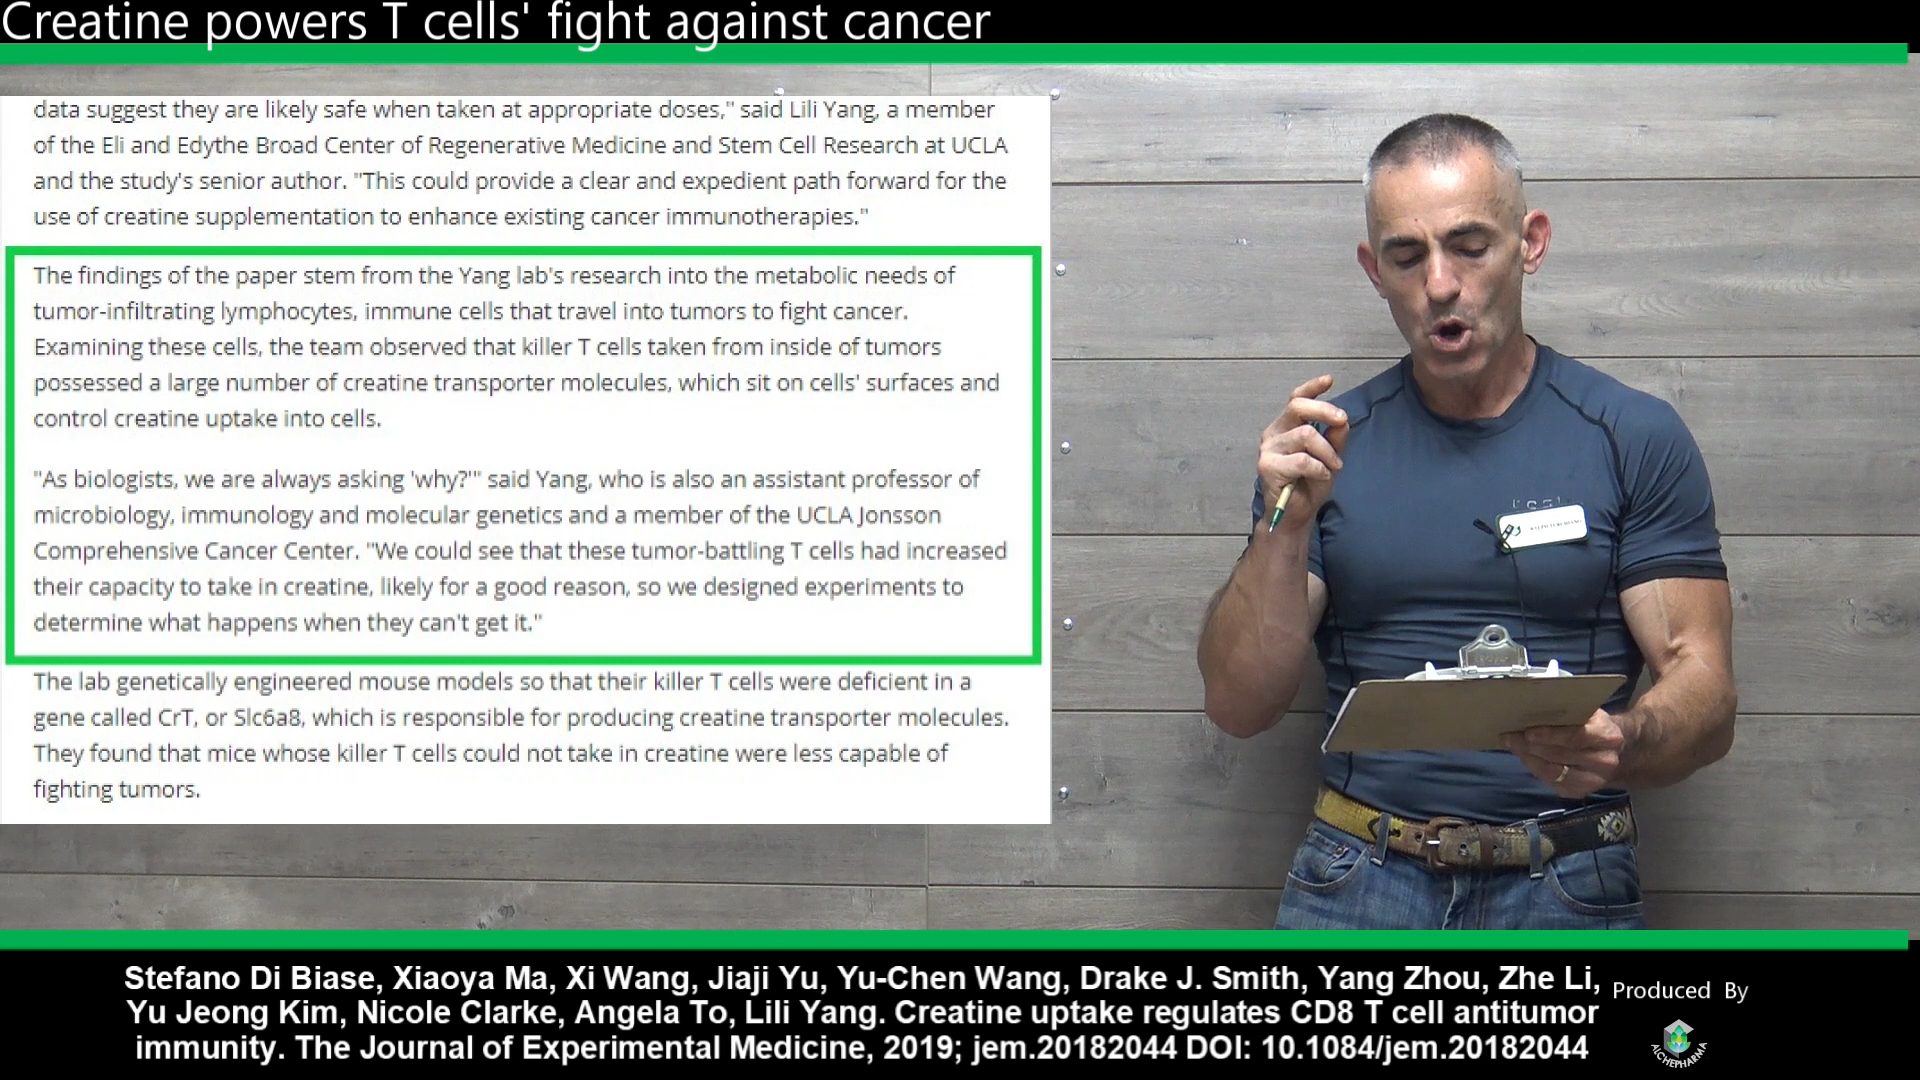 Creatine powers T cells' fight against cancer
data suggest they are likely safe when taken at appropriate doses," said Lili Yang, a member
of the Eli and Edythe Broad Center of Regenerative Medicine and Stem Cell Research at UCLA
and the study's senior author. "This could provide a clear and expedient path forward for the
use of creatine supplementation to enhance existing cancer immunotherapies."
The findings of the paper stem from the Yang lab's research into the metabolic needs of
tumor-infiltrating lymphocytes, immune cells that travel into tumors to fight cancer.
Examining these cells, the team observed that killer T cells taken from inside of tumors
possessed a large number of creatine transporter molecules, which sit on cells' surfaces and
control creatine uptake into cells.
"As biologists, we are always asking 'why?'" said Yang, who is also an assistant professor of
microbiology, immunology and molecular genetics and a member of the UCLA Jonsson
Comprehensive Cancer Center. "We could see that these tumor-battling T cells had increased
their capacity to take in creatine, likely for a good reason, so we designed experiments to
determine what happens when they can't get it."
The lab genetically engineered mouse models so that their killer T cells were deficient in a
gene called CrT, or Slc6a8, which is responsible for producing creatine transporter molecules.
They found that mice whose killer T cells could not take in creatine were less capable of
fighting tumors.
Stefano Di Biase, Xiaoya Ma, Xi Wang, Jiaji Yu, Yu-Chen Wang, Drake J. Smith, Yang Zhou, Zhe Li,
Yu Jeong Kim, Nicole Clarke, Angela To, Lili Yang. Creatine uptake regulates CD8 T cell antitumor
immunity. The Journal of Experimental Medicine, 2019; jem.20182044 DOI: 10.1084/jem.20182044
Produced By
ALCHEPHARMA